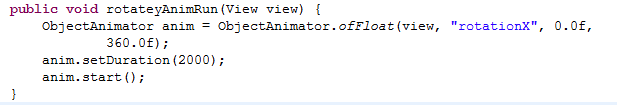 public void rotateyAnimRun(View view) {
    ObjectAnimator anim = ObjectAnimator.ofFloat(view, "rotationX", 0.0f,
            360.0f);
    anim.setDuration(2000);
    anim.start();
}